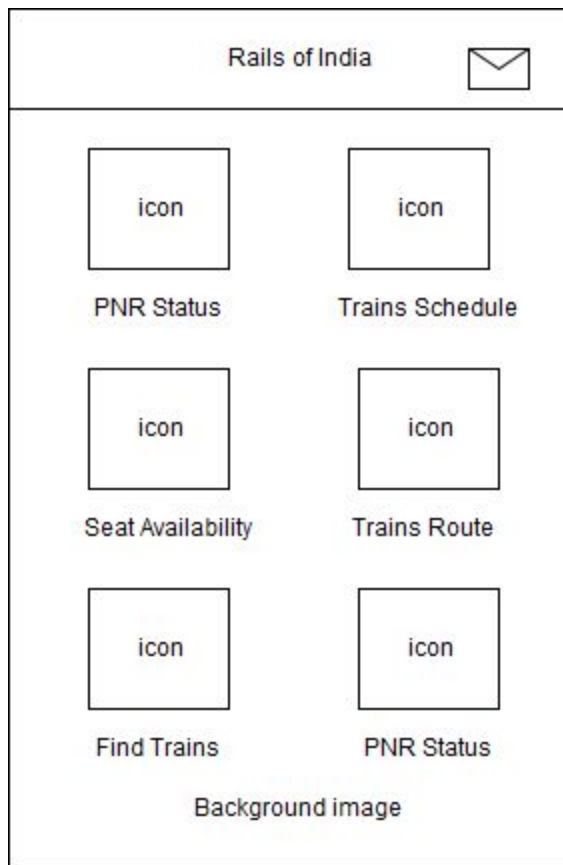 Rails of India
icon
icon
PNR Status
Trains Schedule
icon
icon
Seat Availability
Trains Route
icon
icon
Find Trains
PNR Status
Background image